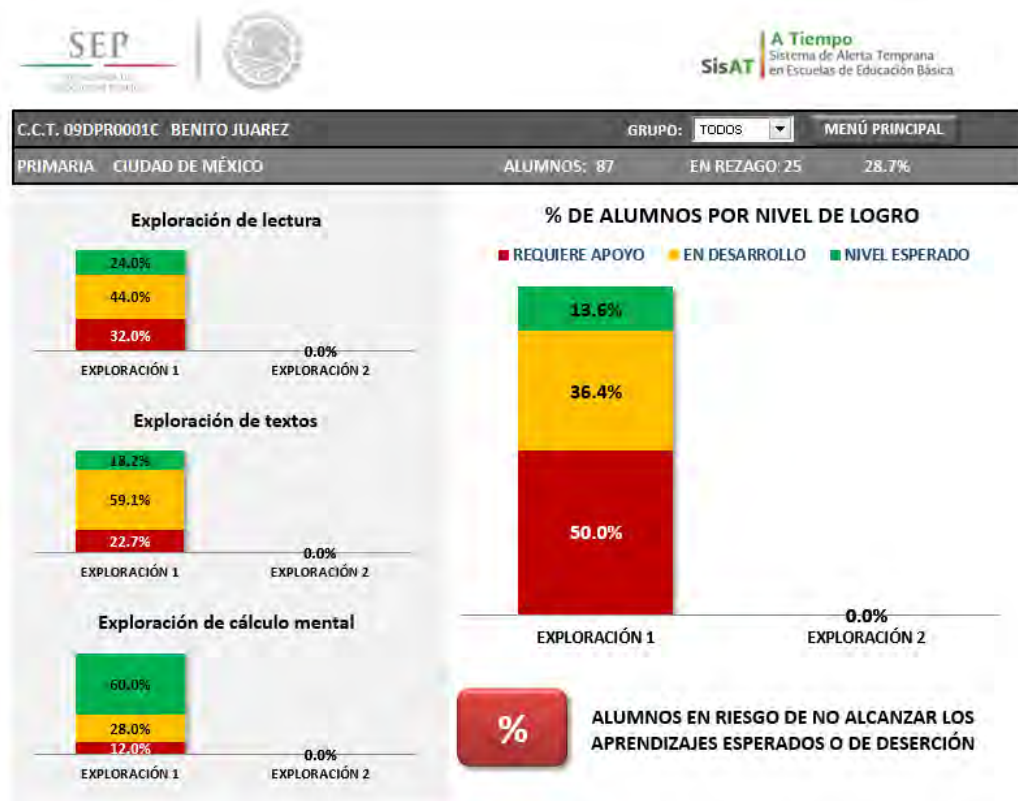 SEP
SisAT
A Tiempo
Sistema de Alerta Temprana
en Escuelas de Educación Básica
C.C.T. 09DPR0001C BENITO JUAREZ
GRUPO: TODOS MENÚ PRINCIPAL
PRIMARIA CIUDAD DE MÉXICO ALUMNOS: 87 EN REZAGO: 25 28.7%
Exploración de lectura
24.0%
44.0%
32.0%
0.0%
EXPLORACIÓN 1 EXPLORACIÓN 2
Exploración de textos
18.2%
59.1%
22.7%
0.0%
EXPLORACIÓN 1 EXPLORACIÓN 2
Exploración de cálculo mental
60.0%
28.0%
12.0%
0.0%
EXPLORACIÓN 1 EXPLORACIÓN 2
% DE ALUMNOS POR NIVEL DE LOGRO
REQUIERE APOYO EN DESARROLLO NIVEL ESPERADO
13.6%
36.4%
50.0%
0.0%
EXPLORACIÓN 1 EXPLORACIÓN 2
%
ALUMNOS EN RIESGO DE NO ALCANZAR LOS
APRENDIZAJES ESPERADOS O DE DESERCIÓN